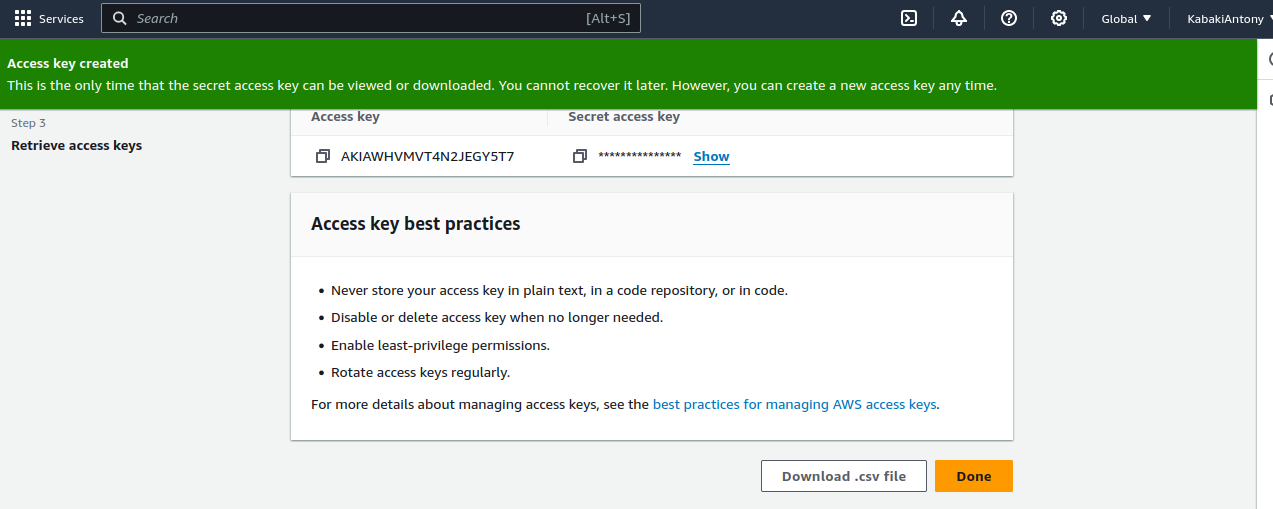 Services
Search
[Alt+S]
Global
KabakiAntony
Access key created
This is the only time that the secret access key can be viewed or downloaded. You cannot recover it later. However, you can create a new access key any time.
Step 3
Retrieve access keys
Access key
Secret access key
AKIAWHVMVT4N2JEGY5T7
*************** Show
Access key best practices
• Never store your access key in plain text, in a code repository, or in code.
• Disable or delete access key when no longer needed.
• Enable least-privilege permissions.
• Rotate access keys regularly.
For more details about managing access keys, see the best practices for managing AWS access keys.
Download .csv file
Done